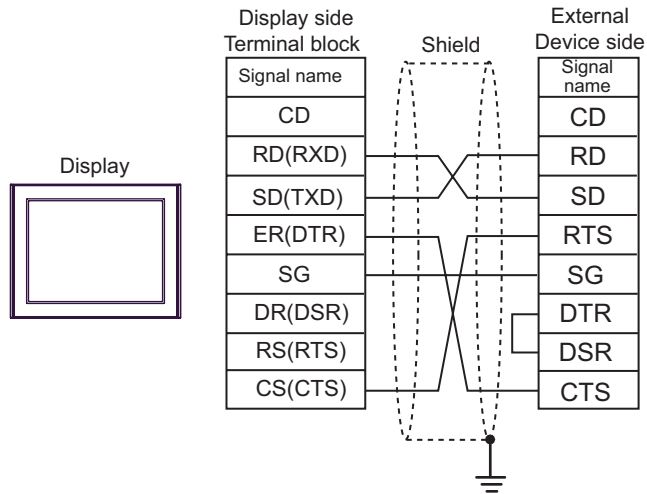 Display side
Terminal block
Shield
External
Device side
Signal name
Signal
name
CD
CD
RD(RXD)
RD
Display
SD(TXD)
SD
ER(DTR)
RTS
SG
SG
DR(DSR)
DTR
RS(RTS)
DSR
CS(CTS)
CTS